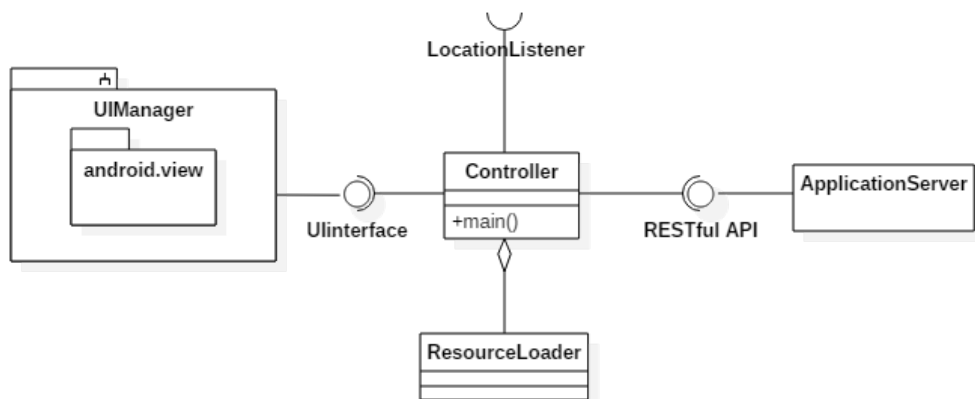 LocationListener
UIManager
android.view
UIinterface
Controller
+main()
RESTful API
ApplicationServer
ResourceLoader